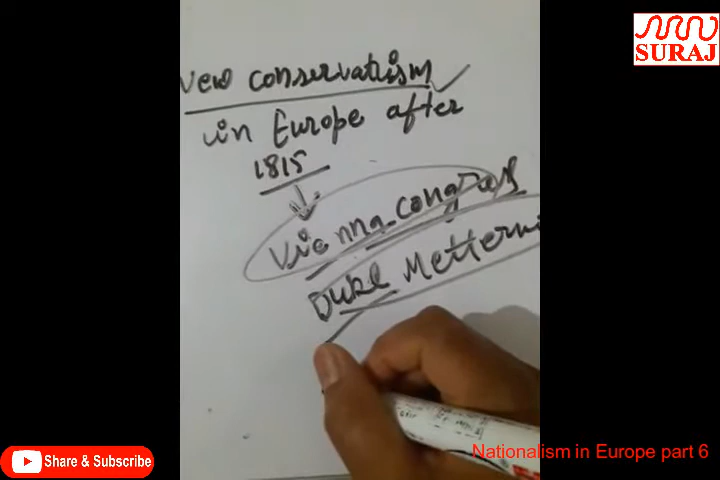 New conservatism
in Europe after
1815
Vienna congress
Duke Metterni
SURAJ
Nationalism in Europe part 6
Share & Subscribe